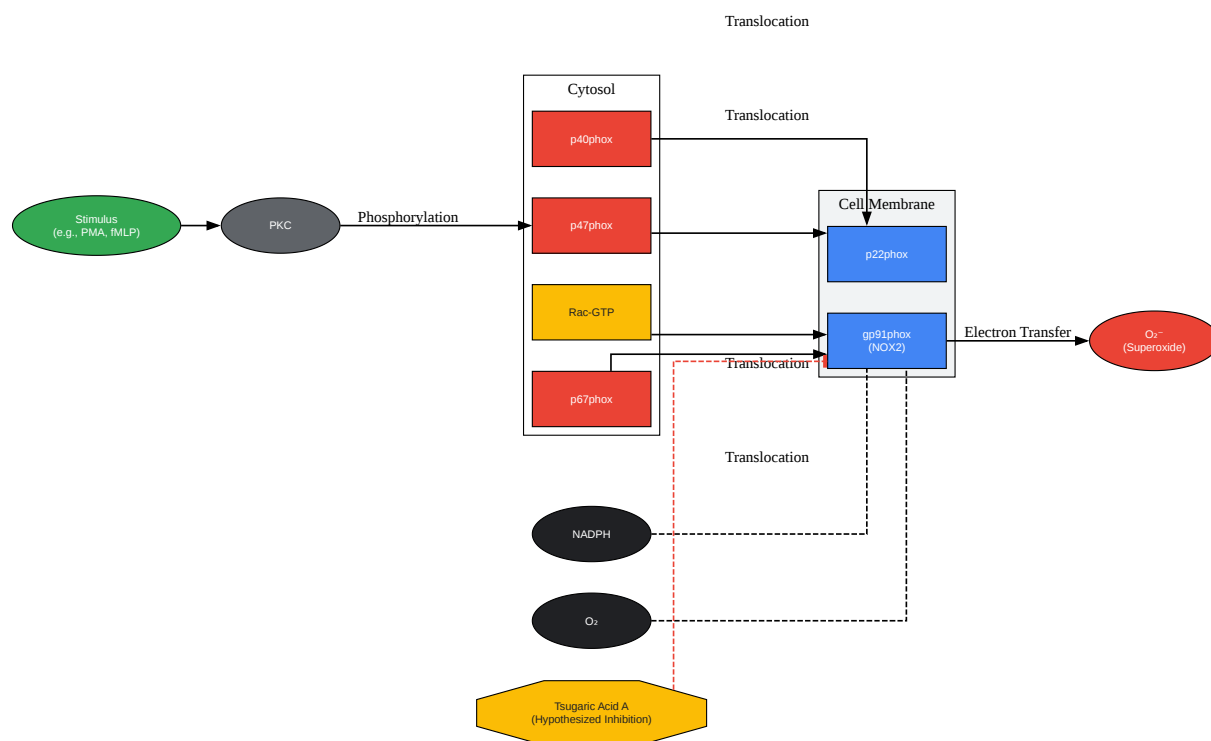 Translocation
Cytosol
p40phox
Translocation
Stimulus
(e.g., PMA, fMLP)
PKC
Phosphorylation
p47phox
Cell Membrane
p22phox
Rac-GTP
gp91phox
(NOX2)
Electron Transfer
O₂⁻
(Superoxide)
Translocation
p67phox
Translocation
NADPH
O₂
Tsugaric Acid A
(Hypothesized Inhibition)